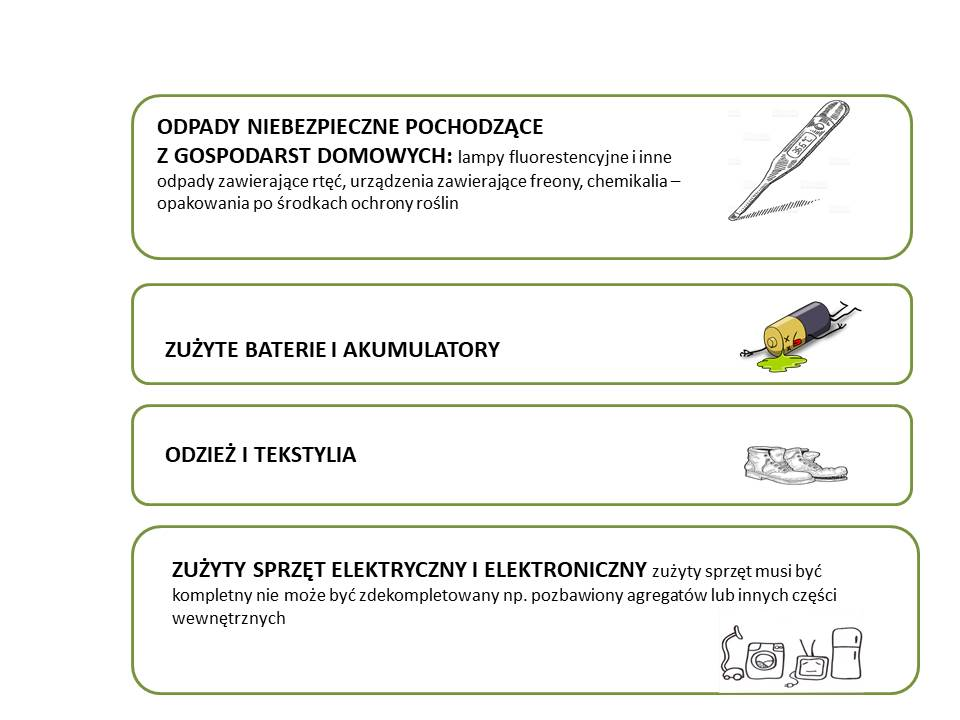 ODPADY NIEBEZPIECZNE POCHODZĄCE
Z GOSPODARST DOMOWYCH: lampy fluorestencyjne i inne
odpady zawierające rtęć, urządzenia zawierające freony, chemikalia –
opakowania po środkach ochrony roślin
ZUŻYTE BATERIE I AKUMULATORY
ODZIEŻ I TEKSTYLIA
ZUŻYTY SPRZĘT ELEKTRYCZNY I ELEKTRONICZNY zużyty sprzęt musi być
kompletny nie może być zdekompletowany np. pozbawiony agregatów lub innych części
wewnętrznych